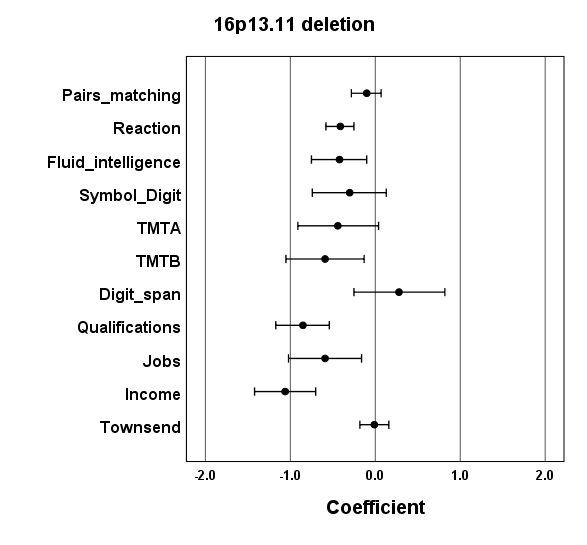 16p13.11 deletion
Pairs_matching
Reaction
Fluid_intelligence
Symbol_Digit
TMTA
TMTB
Digit_span
Qualifications
Jobs
Income
Townsend
-2.0 -1.0 0.0 1.0 2.0
Coefficient